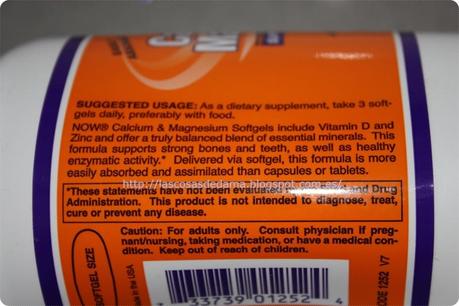 SUGGESTED USAGE: As a dietary supplement, take 3 soft-
gels daily, preferably with food.
NOW® Calcium & Magnesium Softgels include Vitamin D and
Zinc and offer a truly balanced blend of essential minerals. This
formula supports strong bones and teeth, as well as healthy
enzymatic activity.* Delivered via softgel, this formula is more
easily absorbed and assimilated than capsules or tablets.
http://lascosasdedama.blogspot.com.es/
*These statements have not been evaluated and Drug
Administration. This product is not intended to diagnose, treat,
cure or prevent any disease.
Caution: For adults only. Consult physician if preg-
nant/nursing, taking medication, or have a medical con-
dition. Keep out of reach of children.
SOFTGEL SIZE
Made in USA
33739 01252 4
CODE 1252 V7